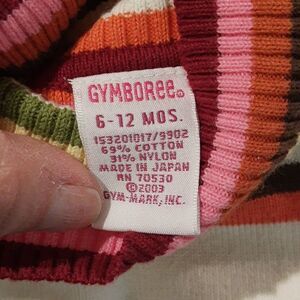 GYMBOREE®
6-12 MOS.
153201017/9902
69% COTTON
31% NYLON
MADE IN JAPAN
RN 70530
©2003
GYM-MARK, INC.